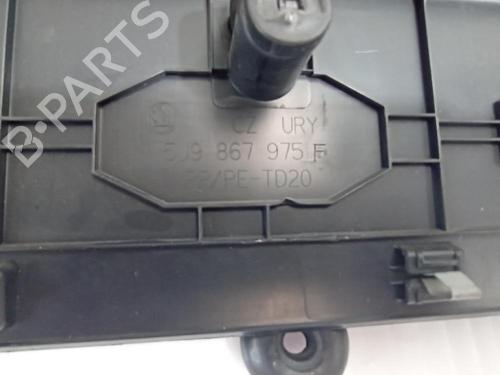 B-PARTS
CZ URY
5J9 867 975 F
PP/PE-TD20